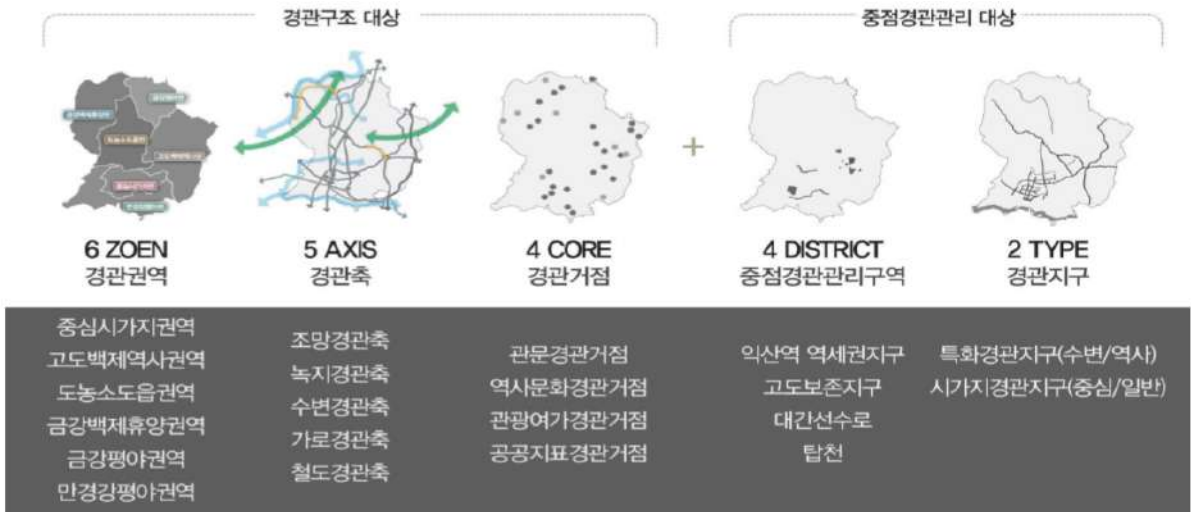 경관구조 대상
중점경관관리 대상
+
6 ZOEN
경관권역
5 AXIS
경관축
4 CORE
경관거점
4 DISTRICT
중점경관관리구역
2 TYPE
경관지구
중심시가지권역
고도백제역사권역
도농소도읍권역
금강백제휴양권역
금강평야권역
만경강평야권역
조망경관축
녹지경관축
수변경관축
가로경관축
철도경관축
관문경관거점
역사문화경관거점
관광여가경관거점
공공지표경관거점
익산역 역세권지구
고도보존지구
대간선수로
탑천
특화경관지구(수변/역사)
시가지경관지구(중심/일반)